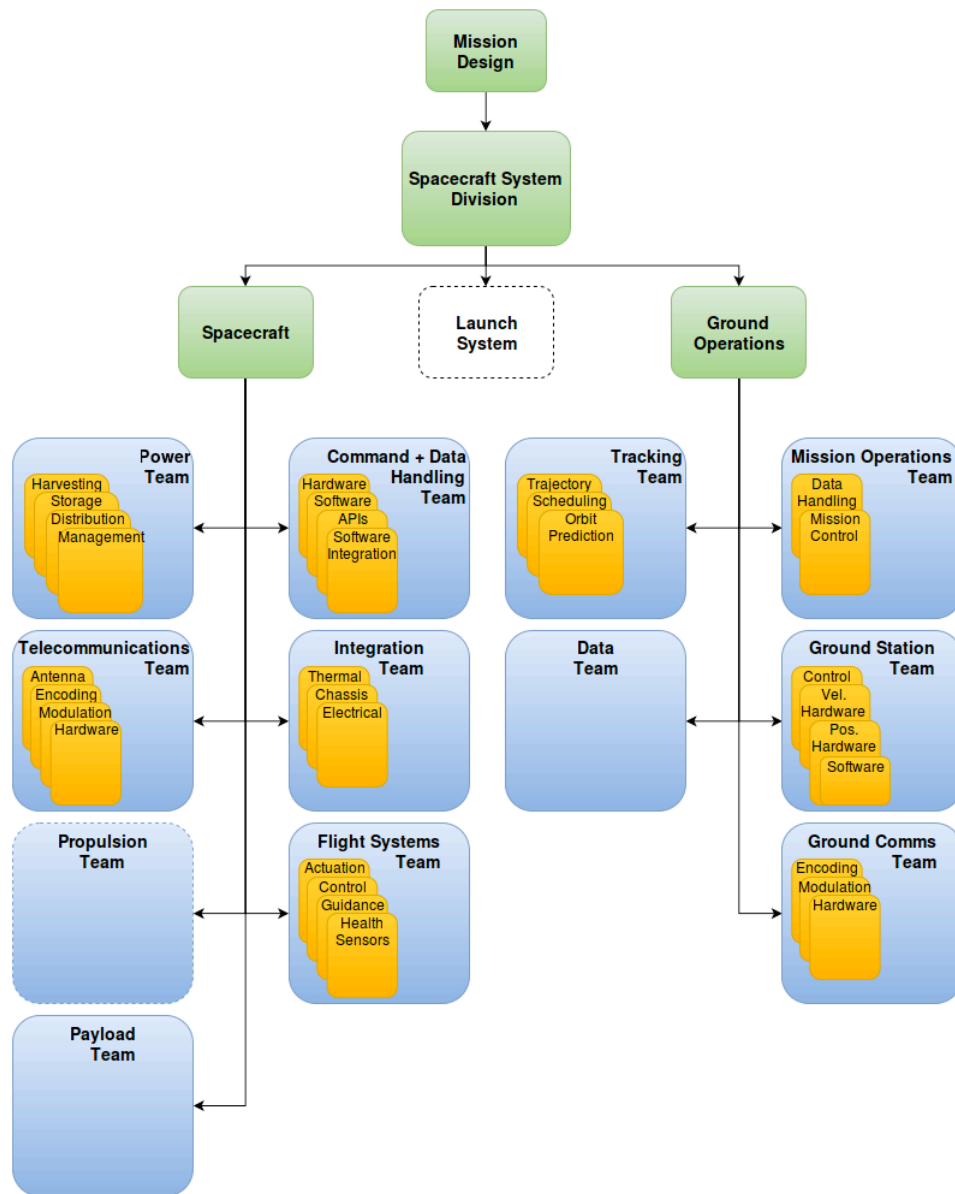 Mission
Design
Spacecraft System
Division
Spacecraft
Launch
System
Ground
Operations
Power
Team
Harvesting
Storage
Distribution
Management
Command + Data
Handling
Team
Hardware
Software
APIs
Software
Integration
Tracking
Team
Trajectory
Scheduling
Orbit
Prediction
Mission Operations
Team
Data
Handling
Mission
Control
Telecommunications
Team
Antenna
Encoding
Modulation
Hardware
Integration
Team
Thermal
Chassis
Electrical
Data
Team
Ground Station
Team
Control
Vel.
Hardware
Pos.
Hardware
Software
Propulsion
Team
Flight Systems
Team
Actuation
Control
Guidance
Health
Sensors
Ground Comms
Team
Encoding
Modulation
Hardware
Payload
Team